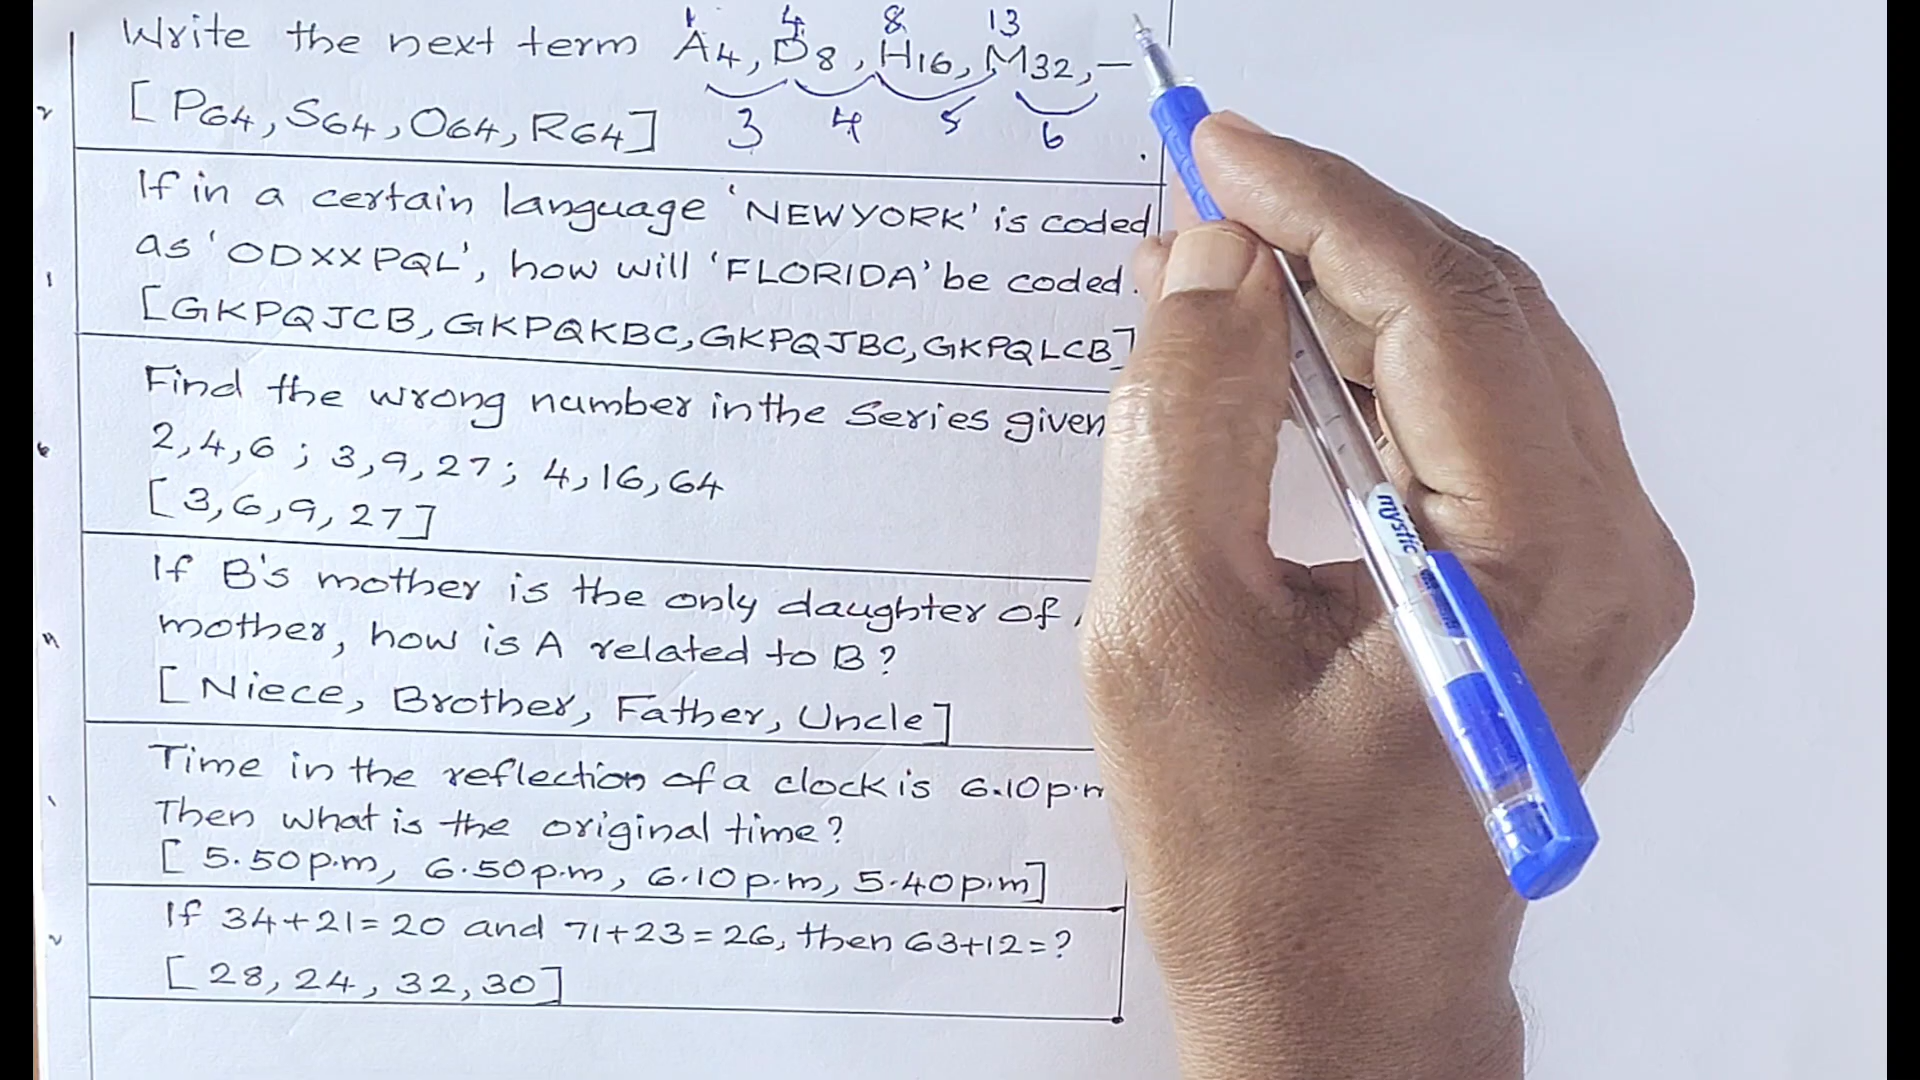 1 4 8 13
Write the next term A4, D8, H16, M32, —
[P64, S64, O64, R64] 3 4 5 6
If in a certain language 'NEWYORK' is coded
as 'ODXXPQL', how will 'FLORIDA' be coded.
[GKPQJCB, GKPQKBC, GKPQJBC, GKPQLCB]
Find the wrong number in the Series given
2,4,6 ; 3,9,27; 4,16,64
[3,6,9,27]
If B's mother is the only daughter of
mother, how is A related to B?
[Niece, Brother, Father, Uncle]
Time in the reflection of a clock is 6.10p.m
Then what is the original time?
[5.50p.m, 6.50p.m, 6.10p.m, 5.40p.m]
If 34+21=20 and 71+23=26, then 63+12=?
[28, 24, 32, 30]
mystic